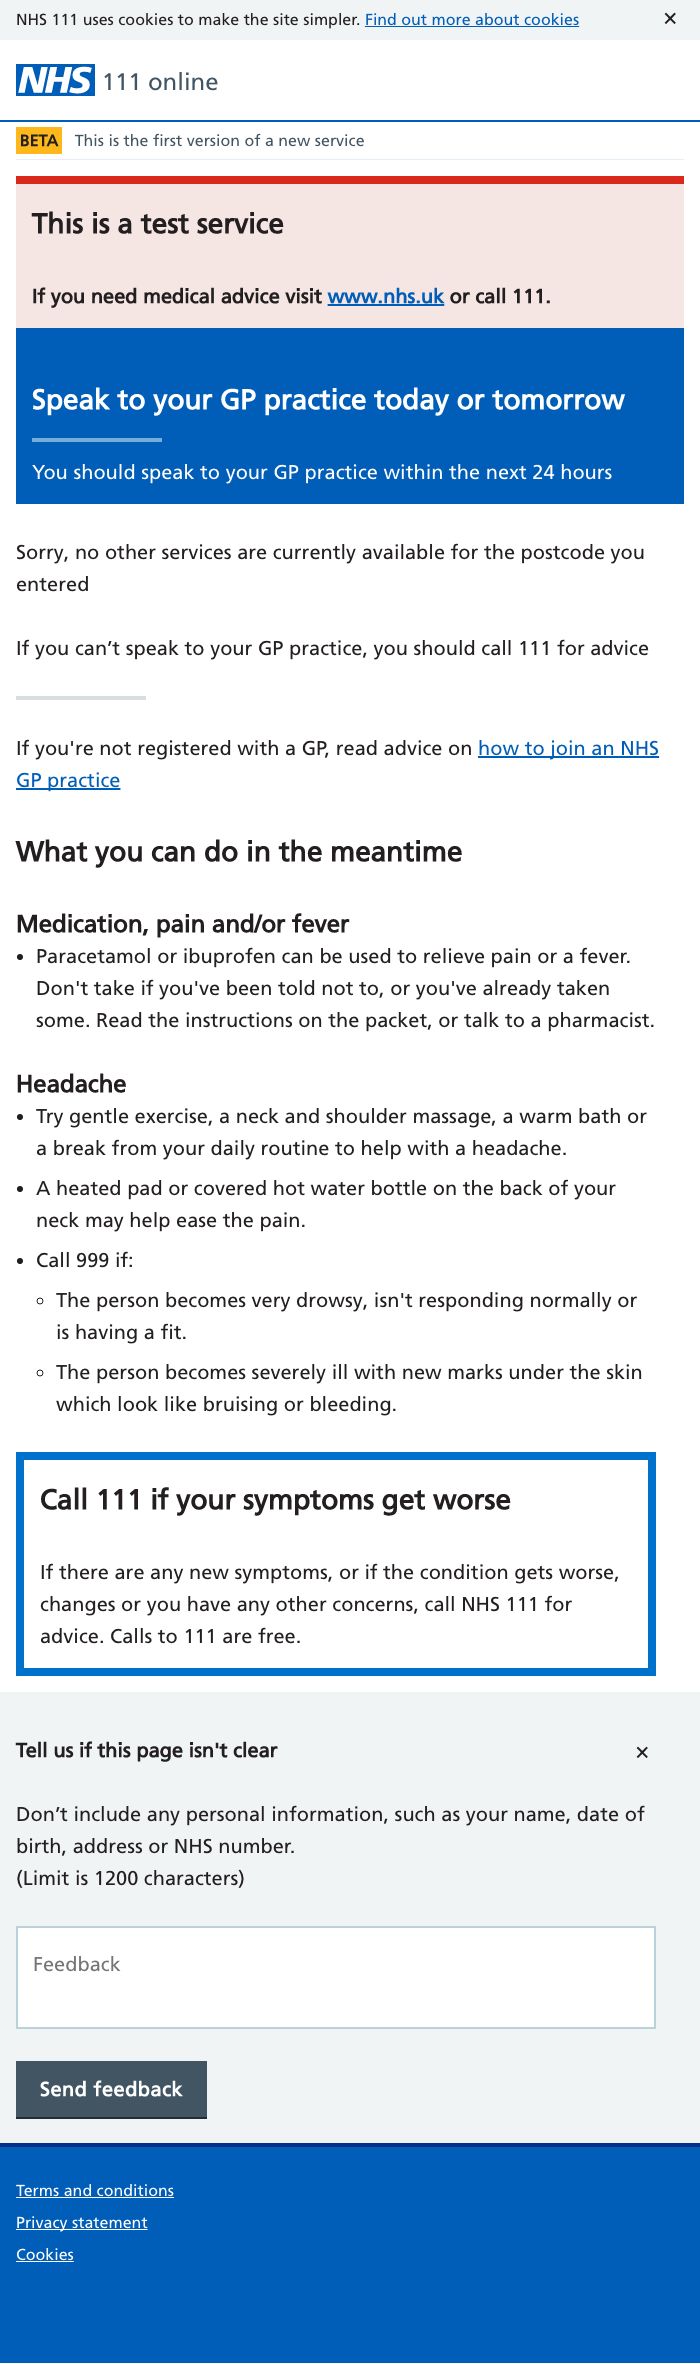 NHS 111 uses cookies to make the site simpler. Find out more about cookies ✕
NHS 111 online
BETA This is the first version of a new service
This is a test service
If you need medical advice visit www.nhs.uk or call 111.
Speak to your GP practice today or tomorrow
You should speak to your GP practice within the next 24 hours
Sorry, no other services are currently available for the postcode you
entered
If you can’t speak to your GP practice, you should call 111 for advice
If you're not registered with a GP, read advice on how to join an NHS
GP practice
What you can do in the meantime
Medication, pain and/or fever
• Paracetamol or ibuprofen can be used to relieve pain or a fever.
Don't take if you've been told not to, or you've already taken
some. Read the instructions on the packet, or talk to a pharmacist.
Headache
• Try gentle exercise, a neck and shoulder massage, a warm bath or
a break from your daily routine to help with a headache.
• A heated pad or covered hot water bottle on the back of your
neck may help ease the pain.
• Call 999 if:
◦ The person becomes very drowsy, isn't responding normally or
is having a fit.
◦ The person becomes severely ill with new marks under the skin
which look like bruising or bleeding.
Call 111 if your symptoms get worse
If there are any new symptoms, or if the condition gets worse,
changes or you have any other concerns, call NHS 111 for
advice. Calls to 111 are free.
Tell us if this page isn't clear ✕
Don’t include any personal information, such as your name, date of
birth, address or NHS number.
(Limit is 1200 characters)
Feedback
Send feedback
Terms and conditions
Privacy statement
Cookies